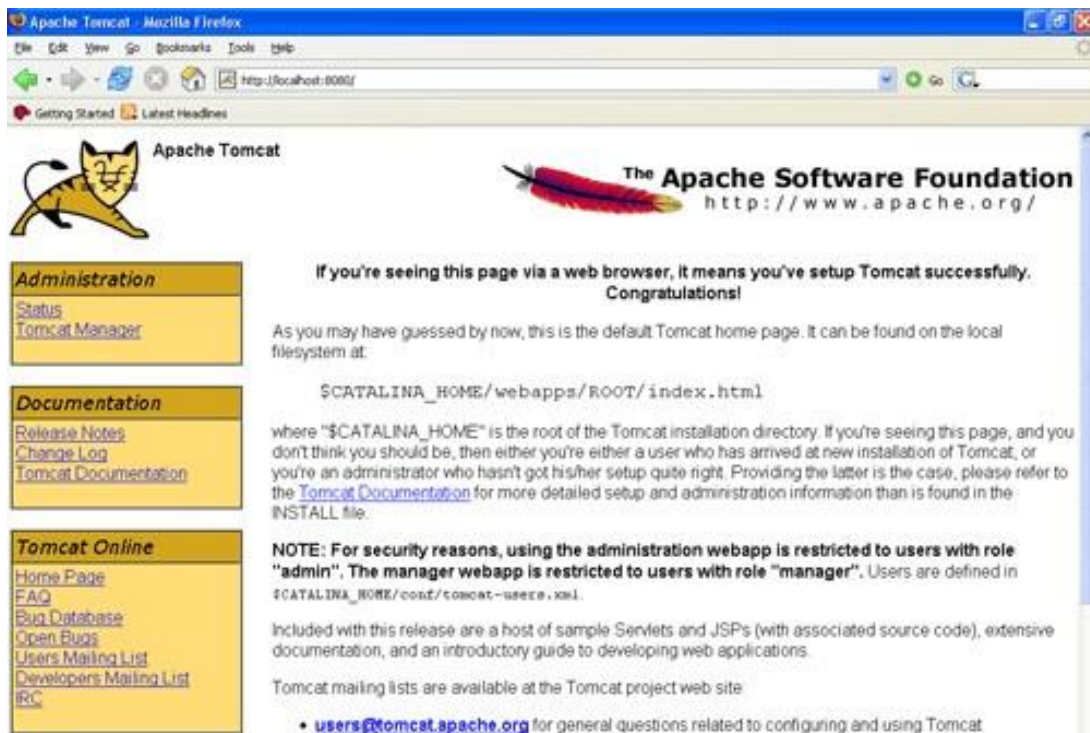 Apache Tomcat - Mozilla Firefox
File Edit View Go Bookmarks Tools Help
http://localhost:8080/
Go
Getting Started Latest Headlines
Apache Tomcat
The Apache Software Foundation
http://www.apache.org/
Administration
Status
Tomcat Manager
Documentation
Release Notes
Change Log
Tomcat Documentation
Tomcat Online
Home Page
FAQ
Bug Database
Open Bugs
Users Mailing List
Developers Mailing List
IRC
If you're seeing this page via a web browser, it means you've setup Tomcat successfully.
Congratulations!
As you may have guessed by now, this is the default Tomcat home page. It can be found on the local
filesystem at:
$CATALINA_HOME/webapps/ROOT/index.html
where "$CATALINA_HOME" is the root of the Tomcat installation directory. If you're seeing this page, and you
don't think you should be, then either you're either a user who has arrived at new installation of Tomcat, or
you're an administrator who hasn't got his/her setup quite right. Providing the latter is the case, please refer to
the Tomcat Documentation for more detailed setup and administration information than is found in the
INSTALL file.
NOTE: For security reasons, using the administration webapp is restricted to users with role
"admin". The manager webapp is restricted to users with role "manager". Users are defined in
$CATALINA_HOME/conf/tomcat-users.xml.
Included with this release are a host of sample Servlets and JSPs (with associated source code), extensive
documentation, and an introductory guide to developing web applications.
Tomcat mailing lists are available at the Tomcat project web site:
• users@tomcat.apache.org for general questions related to configuring and using Tomcat